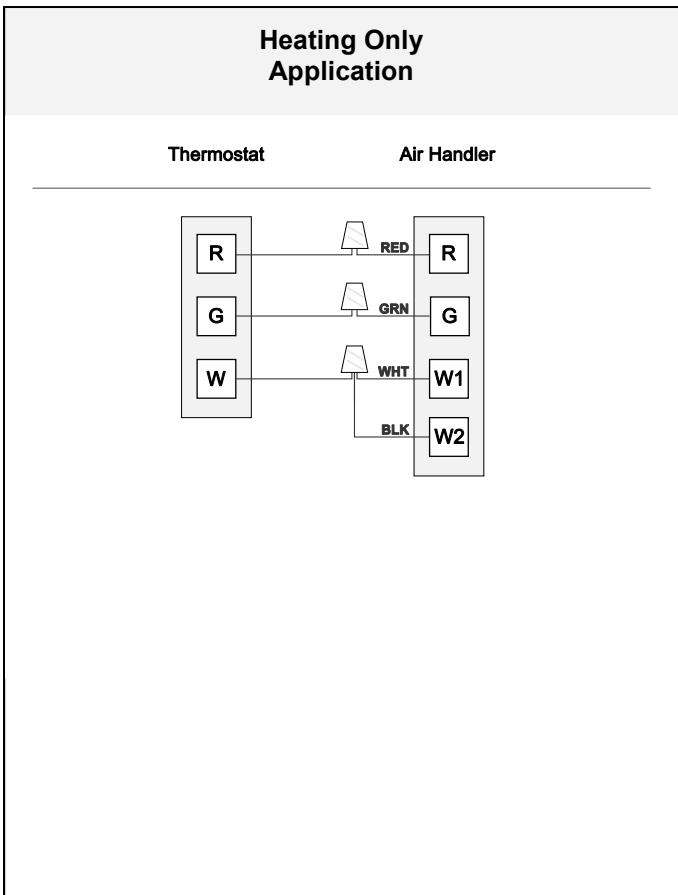 Heating Only
Application
Thermostat Air Handler
R RED R
G GRN G
W WHT W1
BLK W2